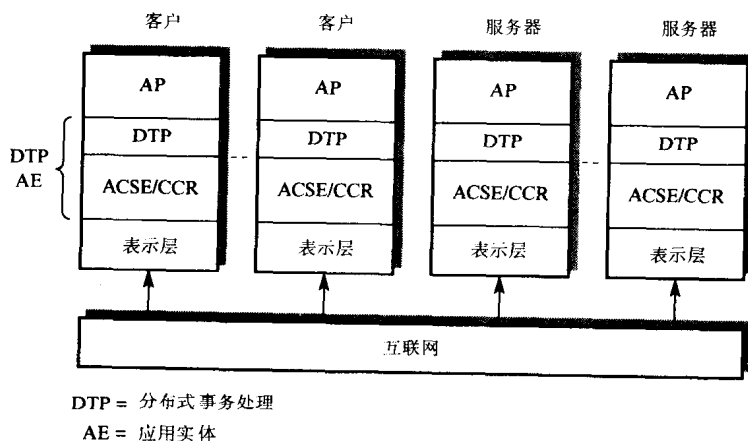 客户 客户 服务器 服务器
AP AP AP AP
DTP DTP DTP DTP
DTP
AE
ACSE/CCR ACSE/CCR ACSE/CCR ACSE/CCR
表示层 表示层 表示层 表示层
互联网
DTP = 分布式事务处理
AE = 应用实体